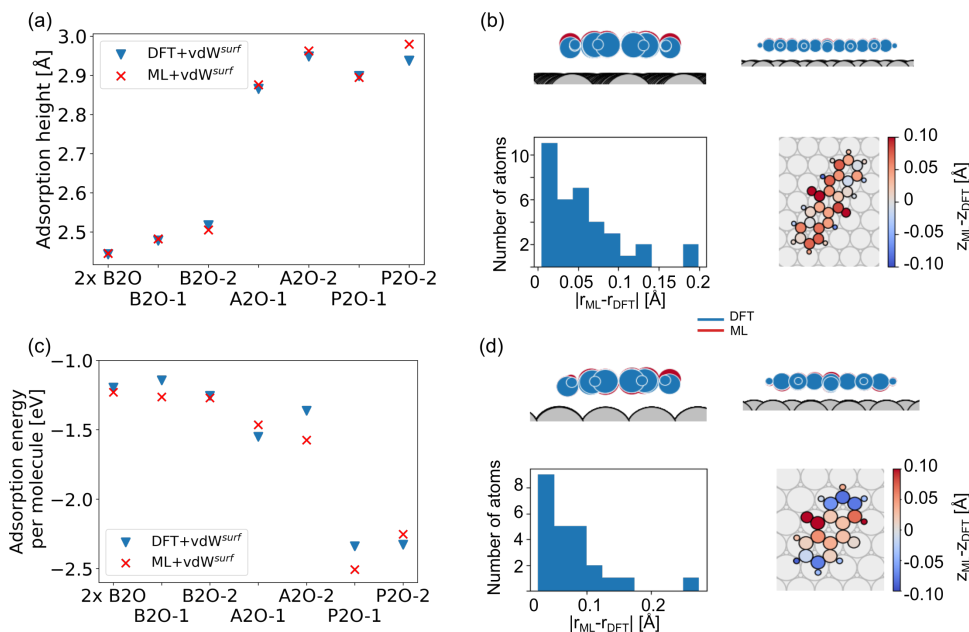 (a)
DFT+vdW^surf
ML+vdW^surf
Adsorption height [Å]
3.0
2.9
2.8
2.7
2.6
2.5
2x B2O
B2O-2
A2O-2
P2O-2
B2O-1
A2O-1
P2O-1
(b)
Number of atoms
10
6
2
0
0.05
0.1
0.15
0.2
|r_ML-r_DFT| [Å]
0.10
0.05
0
-0.05
-0.10
z_ML-z_DFT [Å]
DFT
ML
(c)
Adsorption energy
per molecule [eV]
−1.0
−1.5
−2.0
−2.5
DFT+vdW^surf
ML+vdW^surf
2x B2O
B2O-2
A2O-2
P2O-2
B2O-1
A2O-1
P2O-1
(d)
Number of atoms
8
6
4
2
0
0.1
0.2
|r_ML-r_DFT| [Å]
0.10
0.05
0
-0.05
-0.10
z_ML-z_DFT [Å]